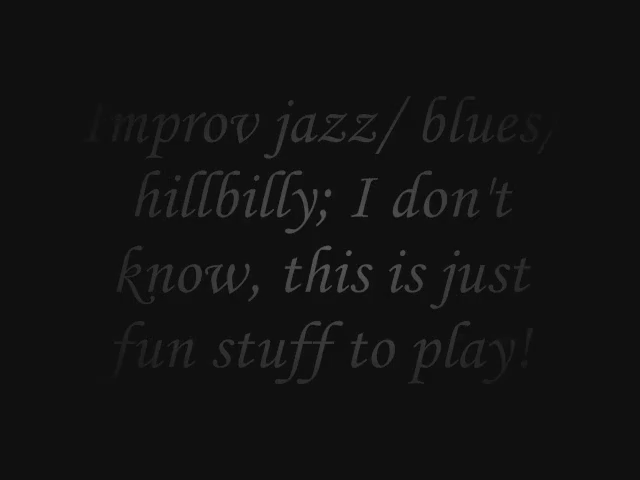 Improv jazz/ blues/
hillbilly; I don't
know, this is just
fun stuff to play!